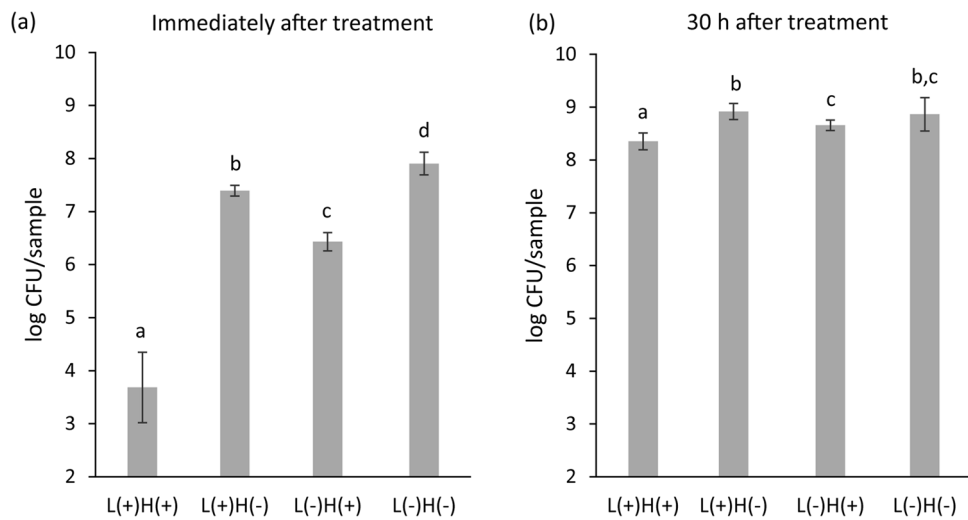 (a) Immediately after treatment
10
9
8
7
6
5
4
3
2
log CFU/sample
a
b
c
d
L(+)H(+) L(+)H(-) L(-)H(+) L(-)H(-)
(b) 30 h after treatment
10
9
8
7
6
5
4
3
2
log CFU/sample
a
b
c
b,c
L(+)H(+) L(+)H(-) L(-)H(+) L(-)H(-)